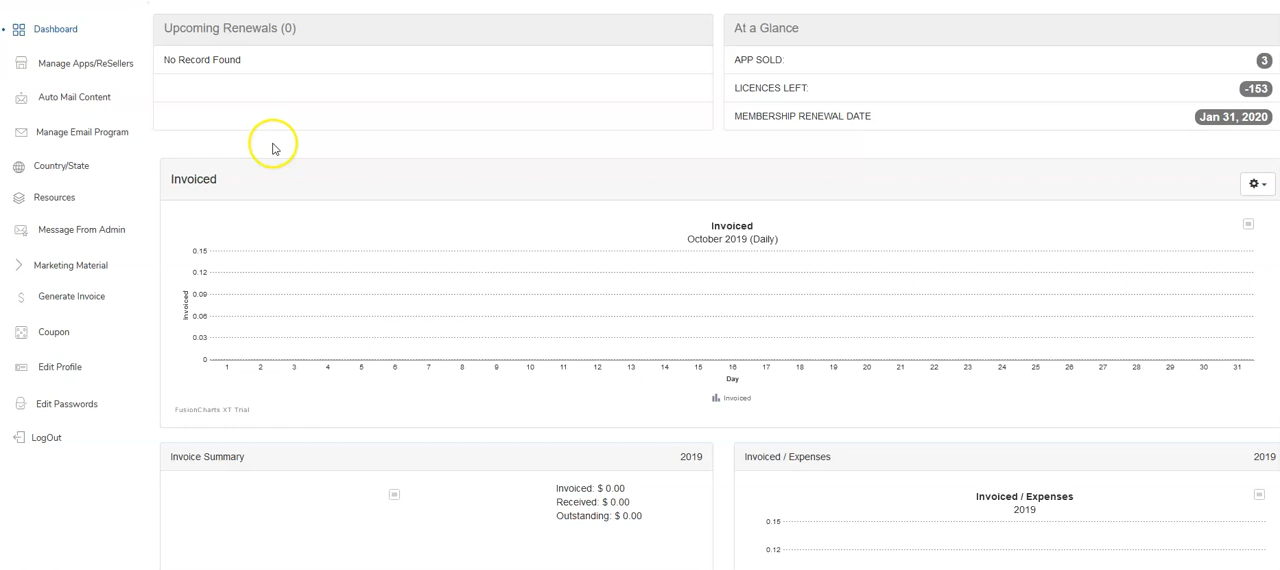 Dashboard
Manage Apps/ReSellers
Auto Mail Content
Manage Email Program
Country/State
Resources
Message From Admin
Marketing Material
Generate Invoice
Coupon
Edit Profile
Edit Passwords
LogOut
Upcoming Renewals (0)
No Record Found
At a Glance
APP SOLD: 3
LICENCES LEFT: -153
MEMBERSHIP RENEWAL DATE Jan 31, 2020
Invoiced
Invoiced
October 2019 (Daily)
0.15
0.12
0.09
0.06
0.03
0
Invoiced
1 2 3 4 5 6 7 8 9 10 11 12 13 14 15 16 17 18 19 20 21 22 23 24 25 26 27 28 29 30 31
Day
Invoiced
FusionCharts XT Trial
Invoice Summary 2019
Invoiced: $ 0.00
Received: $ 0.00
Outstanding: $ 0.00
Invoiced / Expenses 2019
Invoiced / Expenses
2019
0.15
0.12